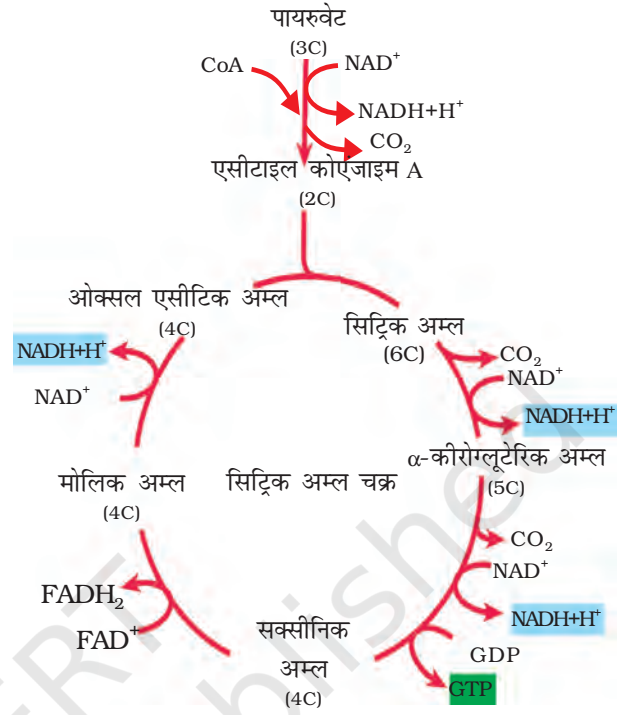 पायरुवेट
(3C)
CoA
NAD⁺
NADH+H⁺
CO₂
एसीटाइल कोएंजाइम A
(2C)
ओक्सल एसीटिक अम्ल
(4C)
सिट्रिक अम्ल
(6C)
NADH+H⁺
NAD⁺
CO₂
NAD⁺
NADH+H⁺
मोलिक अम्ल
(4C)
सिट्रिक अम्ल चक्र
α-कीरोग्लूटेरिक अम्ल
(5C)
CO₂
NAD⁺
NADH+H⁺
FADH₂
FAD⁺
सक्सीनिक
अम्ल
(4C)
GDP
GTP